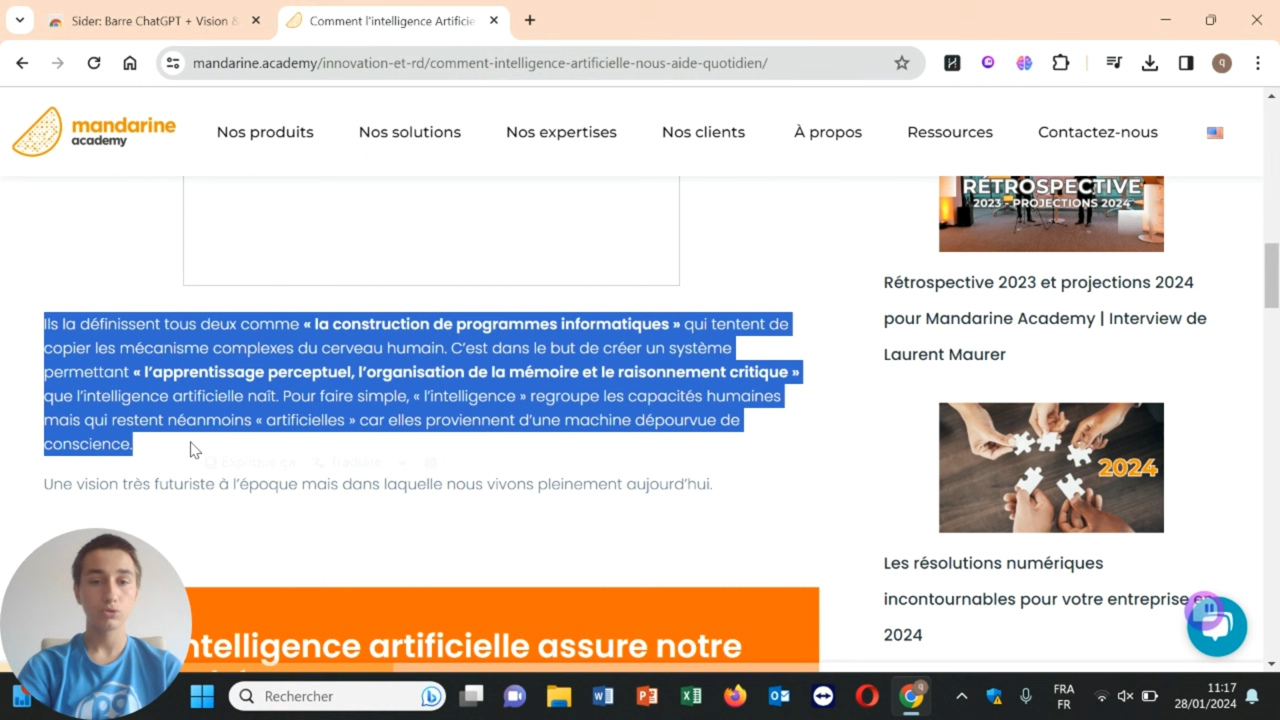 Sider: Barre ChatGPT + Vision &
Comment l'intelligence Artificie
mandarine.academy/innovation-et-rd/comment-intelligence-artificielle-nous-aide-quotidien/
q
mandarine
academy
Nos produits
Nos solutions
Nos expertises
Nos clients
À propos
Ressources
Contactez-nous
RÉTROSPECTIVE
2023 - PROJECTIONS 2024
Rétrospective 2023 et projections 2024
pour Mandarine Academy | Interview de
Laurent Maurer
Ils la définissent tous deux comme « la construction de programmes informatiques » qui tentent de
copier les mécanisme complexes du cerveau humain. C'est dans le but de créer un système
permettant « l'apprentissage perceptuel, l'organisation de la mémoire et le raisonnement critique »
que l'intelligence artificielle naît. Pour faire simple, « l'intelligence » regroupe les capacités humaines
mais qui restent néanmoins « artificielles » car elles proviennent d'une machine dépourvue de
conscience.
Explique ça
Traduire
Une vision très futuriste à l'époque mais dans laquelle nous vivons pleinement aujourd'hui.
2024
Les résolutions numériques
incontournables pour votre entreprise en
2024
intelligence artificielle assure notre
Rechercher
FRA
FR
11:17
28/01/2024